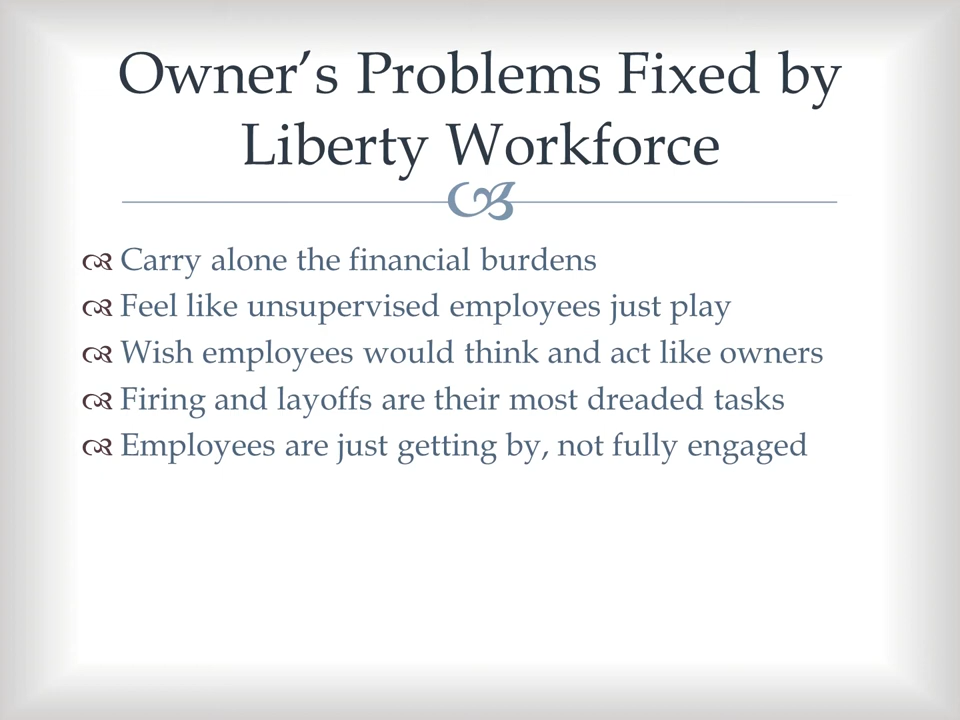 Owner’s Problems Fixed by
Liberty Workforce
Carry alone the financial burdens
Feel like unsupervised employees just play
Wish employees would think and act like owners
Firing and layoffs are their most dreaded tasks
Employees are just getting by, not fully engaged